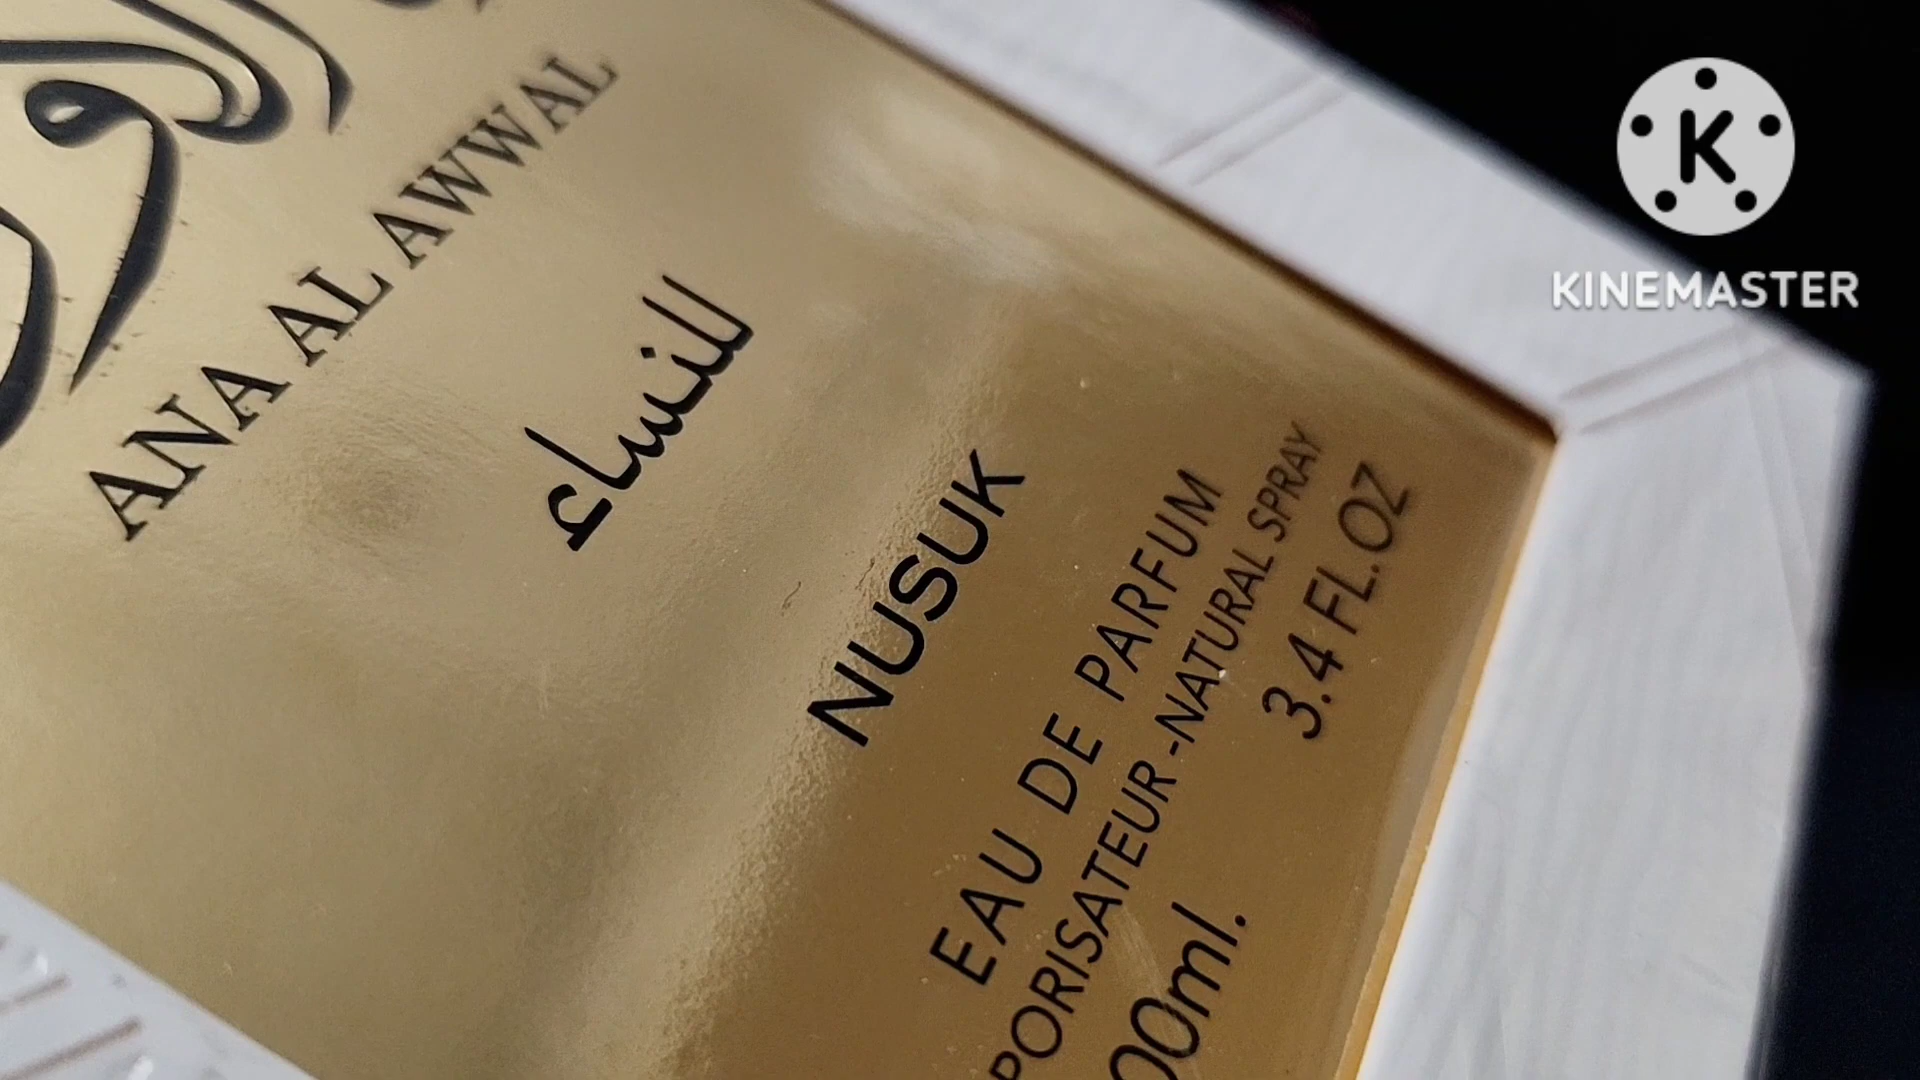 ANA AL AWWAL
للنساء
NUSUK
EAU DE PARFUM
PORISATEUR-NATURAL SPRAY
00ml. 3.4 FL.OZ
K
KINEMASTER